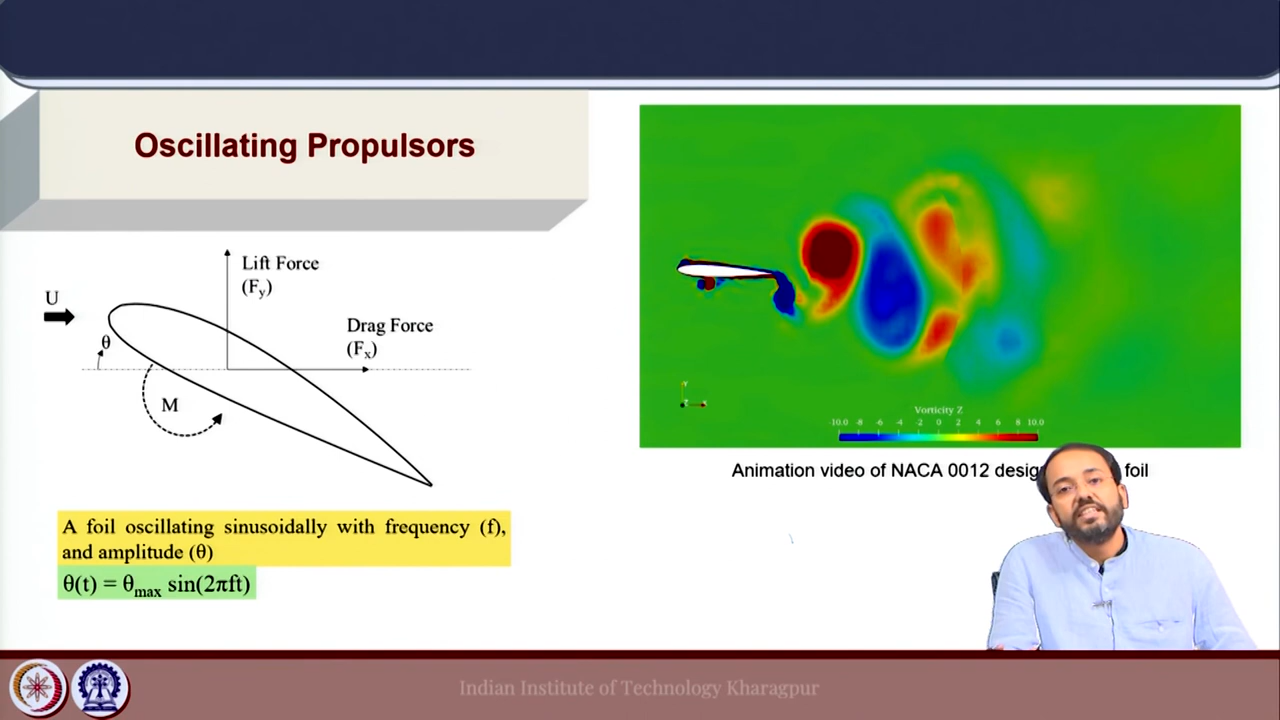 Oscillating Propulsors
Lift Force
(Fy)
U
Drag Force
(Fx)
θ
M
A foil oscillating sinusoidally with frequency (f),
and amplitude (θ)
θ(t) = θmax sin(2πft)
Y
X
Z
Vorticity Z
-10.0 -8 -6 -4 -2 0 2 4 6 8 10.0
Animation video of NACA 0012 foil
Indian Institute of Technology Kharagpur